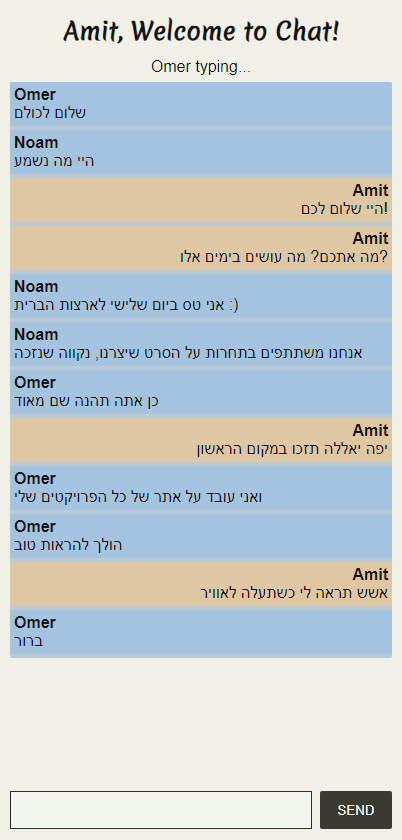 Amit, Welcome to Chat!
Omer typing...
Omer
שלום לכולם
Noam
היי מה נשמע
Amit
היי שלום לכם!
Amit
מה אתכם? מה עושים בימים אלו?
Noam
אני טס ביום שלישי לארצות הברית :)
Noam
אנחנו משתתפים בתחרות על הסרט שיצרנו, נקווה שנזכה
Omer
כן אתה תהנה שם מאוד
Amit
יפה יאללה תזכו במקום הראשון
Omer
ואני עובד על אתר של כל הפרויקטים שלי
Omer
הולך להראות טוב
Amit
אשש תראה לי כשתעלה לאוויר
Omer
ברור
SEND